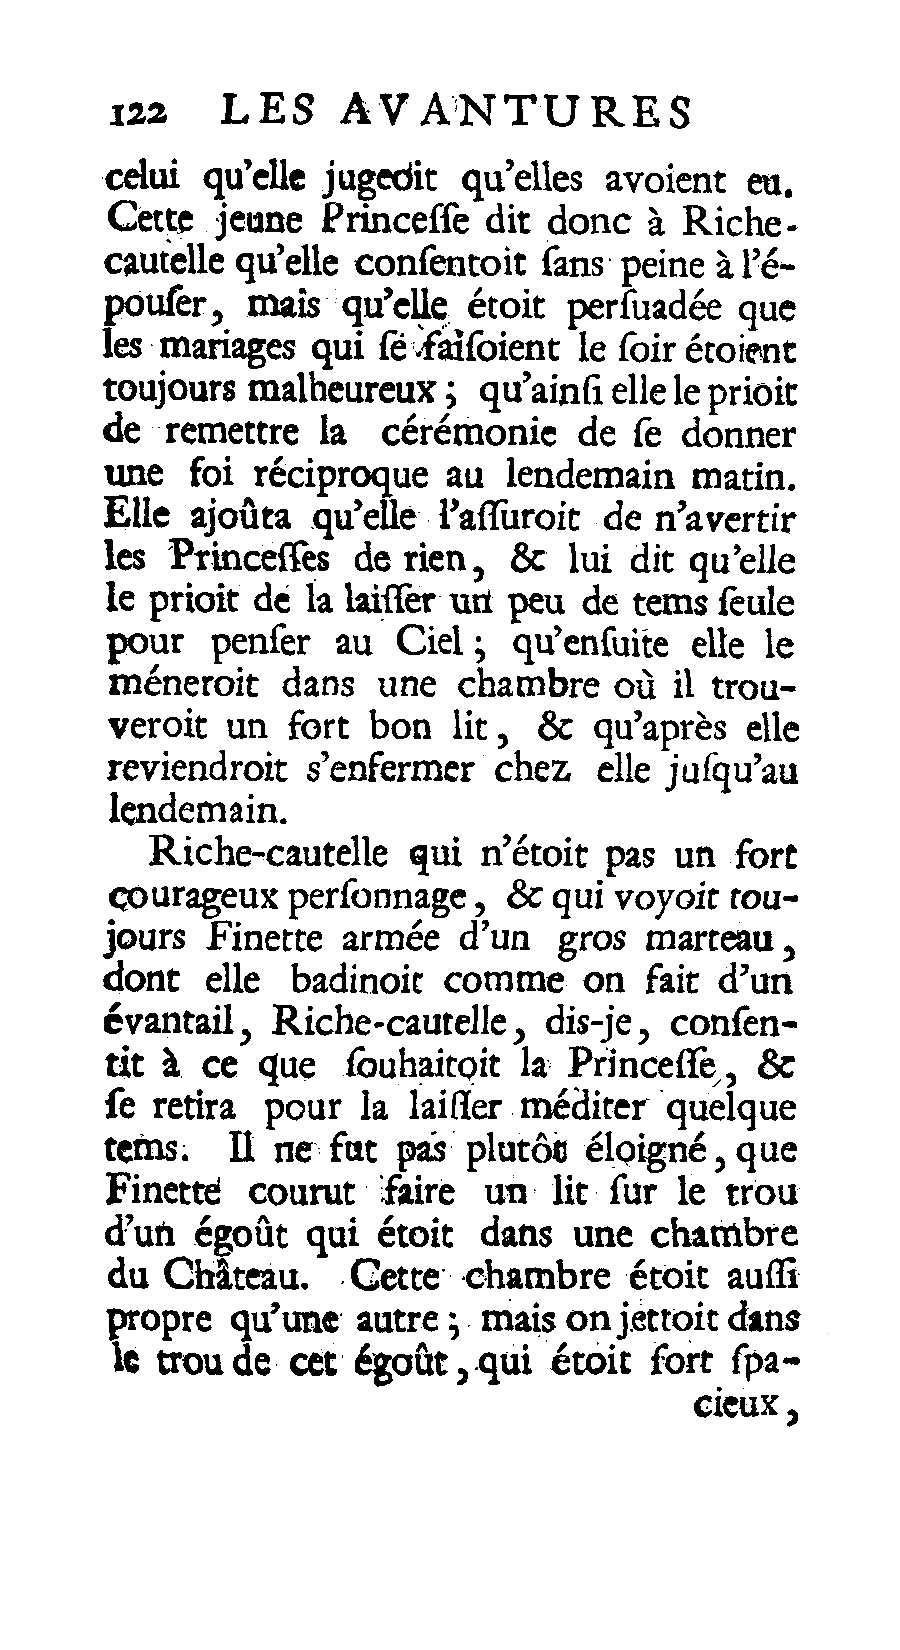 122 LES AVANTURES
celui qu'elle jugeoit qu'elles avoient eu.
Cette jeune Princeſſe dit donc à Riche-
cautelle qu'elle conſentoit ſans peine à l'é-
pouſer, mais qu'elle étoit perſuadée que
les mariages qui ſe faiſoient le ſoir étoient
toujours malheureux ; qu'ainſi elle le prioit
de remettre la cérémonie de ſe donner
une foi réciproque au lendemain matin.
Elle ajoûta qu'elle l'aſſuroit de n'avertir
les Princeſſes de rien, & lui dit qu'elle
le prioit de la laiſſer un peu de tems ſeule
pour penſer au Ciel ; qu'enſuite elle le
méneroit dans une chambre où il trou-
veroit un fort bon lit, & qu'après elle
reviendroit s'enfermer chez elle juſqu'au
lendemain.
Riche-cautelle qui n'étoit pas un fort
courageux perſonnage, & qui voyoit tou-
jours Finette armée d'un gros marteau,
dont elle badinoit comme on fait d'un
évantail, Riche-cautelle, dis-je, conſen-
tit à ce que ſouhaitoit la Princeſſe, &
ſe retira pour la laiſſer méditer quelque
tems. Il ne fut pas plutôt éloigné, que
Finette courut faire un lit ſur le trou
d'un égoût qui étoit dans une chambre
du Château. Cette chambre étoit auſſi
propre qu'une autre ; mais on jettoit dans
le trou de cet égoût, qui étoit fort ſpa-
cieux,